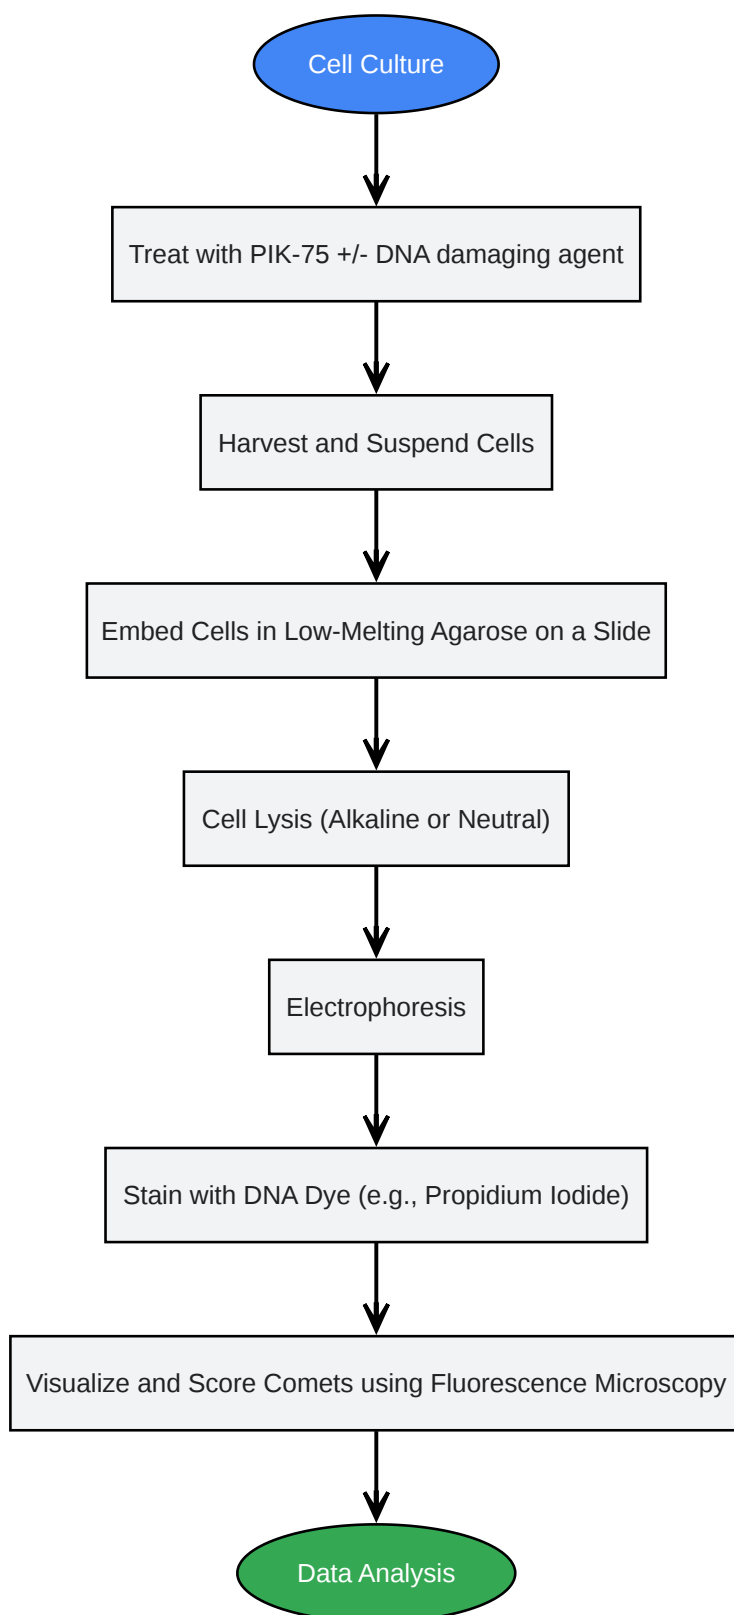 Cell Culture
Treat with PIK-75 +/- DNA damaging agent
Harvest and Suspend Cells
Embed Cells in Low-Melting Agarose on a Slide
Cell Lysis (Alkaline or Neutral)
Electrophoresis
Stain with DNA Dye (e.g., Propidium Iodide)
Visualize and Score Comets using Fluorescence Microscopy
Data Analysis